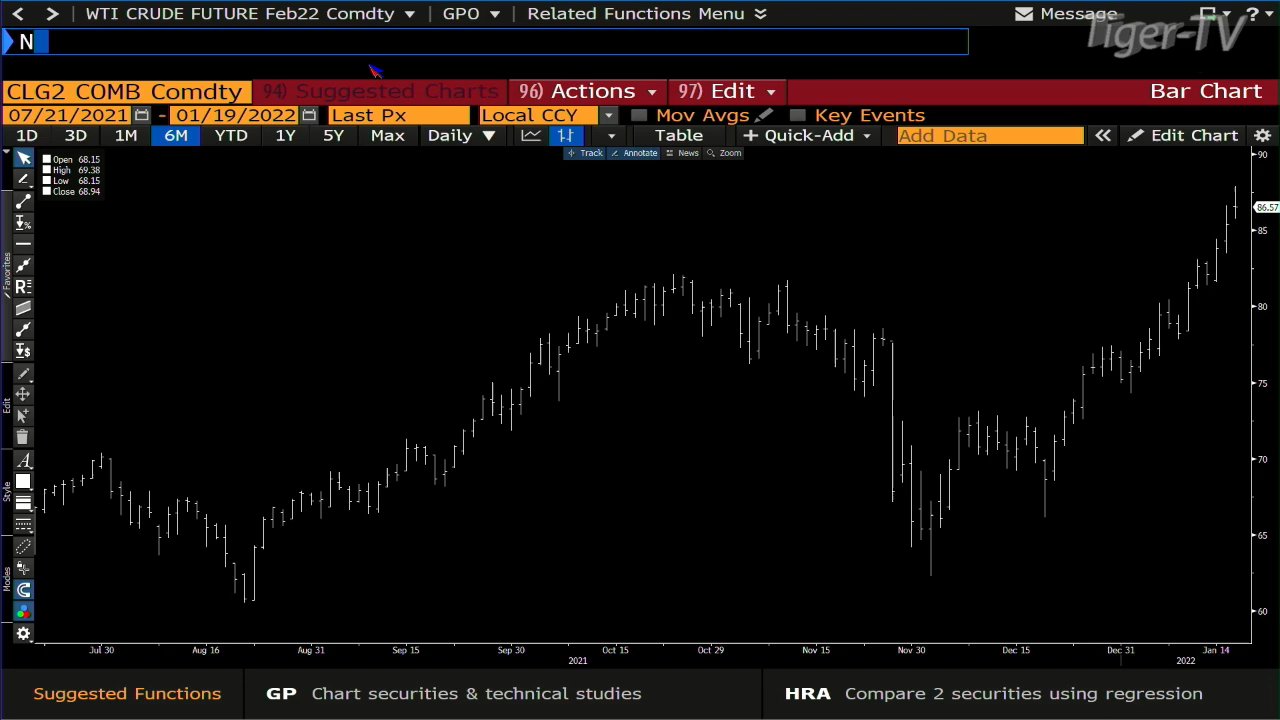 WTI CRUDE FUTURE Feb22 Comdty GPO Related Functions Menu Message ?
Tiger-TV
N
CLG2 COMB Comdty 94) Suggested Charts 96) Actions 97) Edit Bar Chart
07/21/2021 - 01/19/2022 Last Px Local CCY Mov Avgs Key Events
1D 3D 1M 6M YTD 1Y 5Y Max Daily Table + Quick-Add Add Data Edit Chart
Track Annotate News Zoom
Open 68.15
High 69.38
Low 68.15
Close 68.94
Favorites
Edit
Style
Modes
90
86.57
85
80
75
70
65
60
Jul 30 Aug 16 Aug 31 Sep 15 Sep 30 Oct 15 Oct 29 Nov 15 Nov 30 Dec 15 Dec 31 Jan 14
2021 2022
Suggested Functions GP Chart securities & technical studies HRA Compare 2 securities using regression